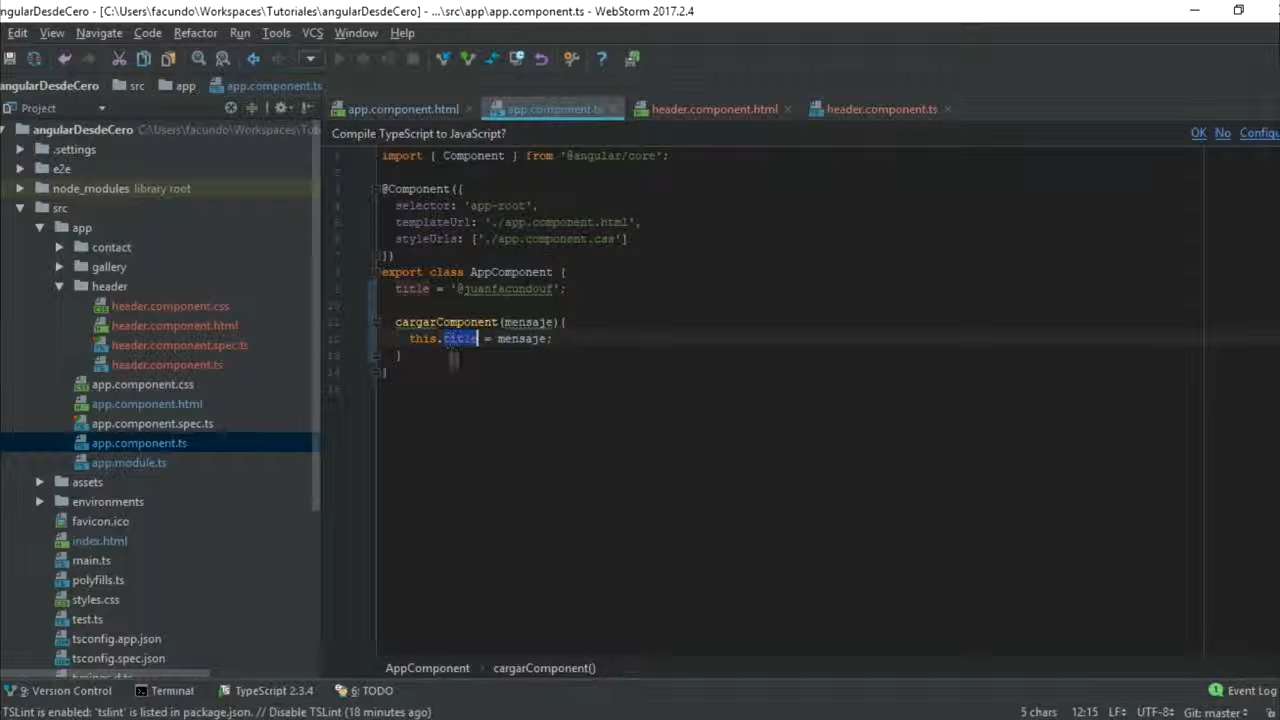 ngularDesdeCero - [C:\Users\facundo\Workspaces\Tutoriales\angularDesdeCero] - ...\src\app\app.component.ts - WebStorm 2017.2.4
Edit View Navigate Code Refactor Run Tools VCS Window Help
angularDesdeCero src app app.component.ts
Project
app.component.html app.component.ts header.component.html header.component.ts
angularDesdeCero C:\Users\facundo\Workspaces\Tuto
Compile TypeScript to JavaScript? OK No Configu
.settings
e2e
node_modules library root
src
app
contact
gallery
header
header.component.css
header.component.html
header.component.spec.ts
header.component.ts
app.component.css
app.component.html
app.component.spec.ts
app.component.ts
app.module.ts
assets
environments
favicon.ico
index.html
main.ts
polyfills.ts
styles.css
test.ts
tsconfig.app.json
tsconfig.spec.json
import { Component } from '@angular/core';
@Component({
selector: 'app-root',
templateUrl: './app.component.html',
styleUrls: ['./app.component.css']
})
export class AppComponent {
title = '@juanfacundouf';
cargarComponent(mensaje){
this.title = mensaje;
}
}
AppComponent cargarComponent()
9: Version Control Terminal TypeScript 2.3.4 6: TODO Event Log
TSLint is enabled: 'tslint' is listed in package.json. // Disable TSLint (18 minutes ago) 5 chars 12:15 LF÷ UTF-8÷ Git: master÷